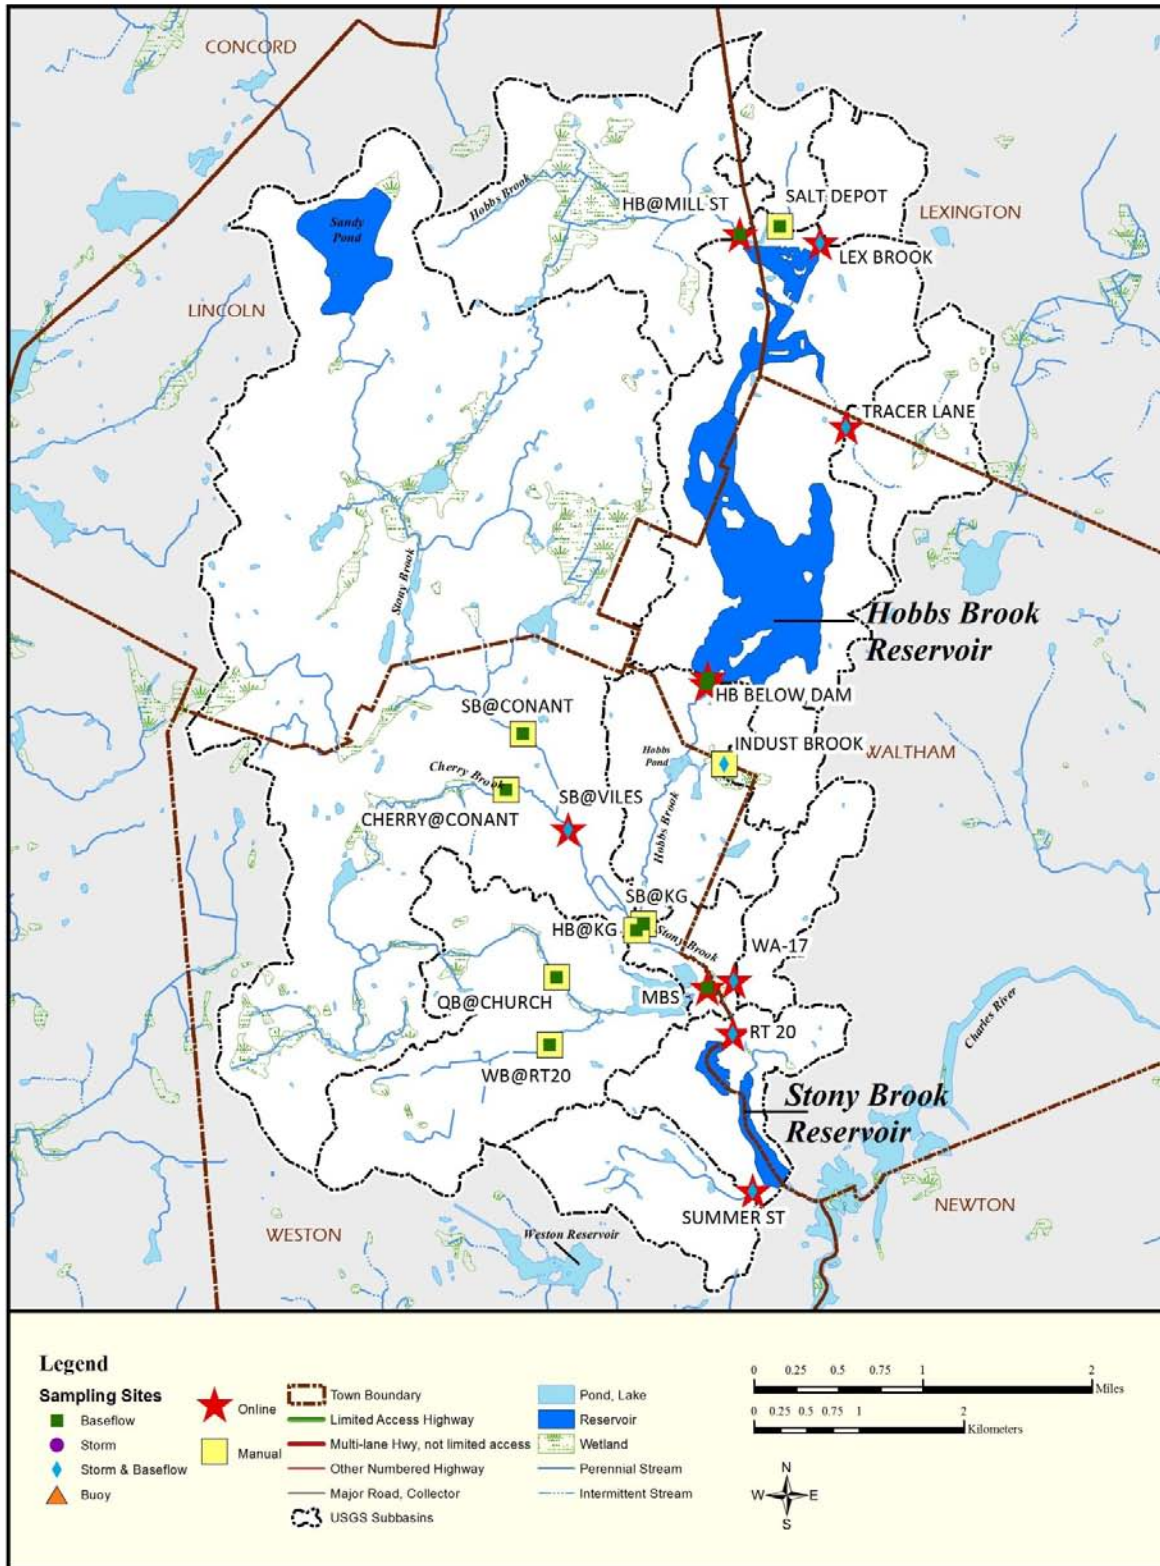 CONCORD
SALT DEPOT
HB@MILL ST
Hobbs Brook
LEXINGTON
Sandy
Pond
LEX BROOK
LINCOLN
TRACER LANE
Stony Brook
Hobbs Brook
Reservoir
HB BELOW DAM
SB@CONANT
INDUST BROOK
WALTHAM
Hobbs
Pond
Cherry Brook
SB@VILES
CHERRY@CONANT
Hobbs Brook
SB@KG
HB@KG
Stony Brook
WA-17
QB@CHURCH
MBS
Charles River
RT 20
WB@RT20
Stony Brook
Reservoir
SUMMER ST
NEWTON
WESTON
Weston Reservoir
Legend
Sampling Sites
Baseflow
Storm
Storm & Baseflow
Buoy
Online
Manual
Town Boundary
Limited Access Highway
Multi-lane Hwy, not limited access
Other Numbered Highway
Major Road, Collector
USGS Subbasins
Pond, Lake
Reservoir
Wetland
Perennial Stream
Intermittent Stream
0 0.25 0.5 0.75 1 2
Miles
0 0.25 0.5 0.75 1 2
Kilometers
N
W E
S